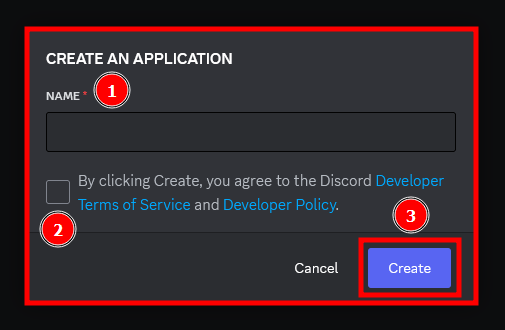 CREATE AN APPLICATION
NAME *
1
By clicking Create, you agree to the Discord Developer
Terms of Service and Developer Policy.
2
3
Cancel
Create